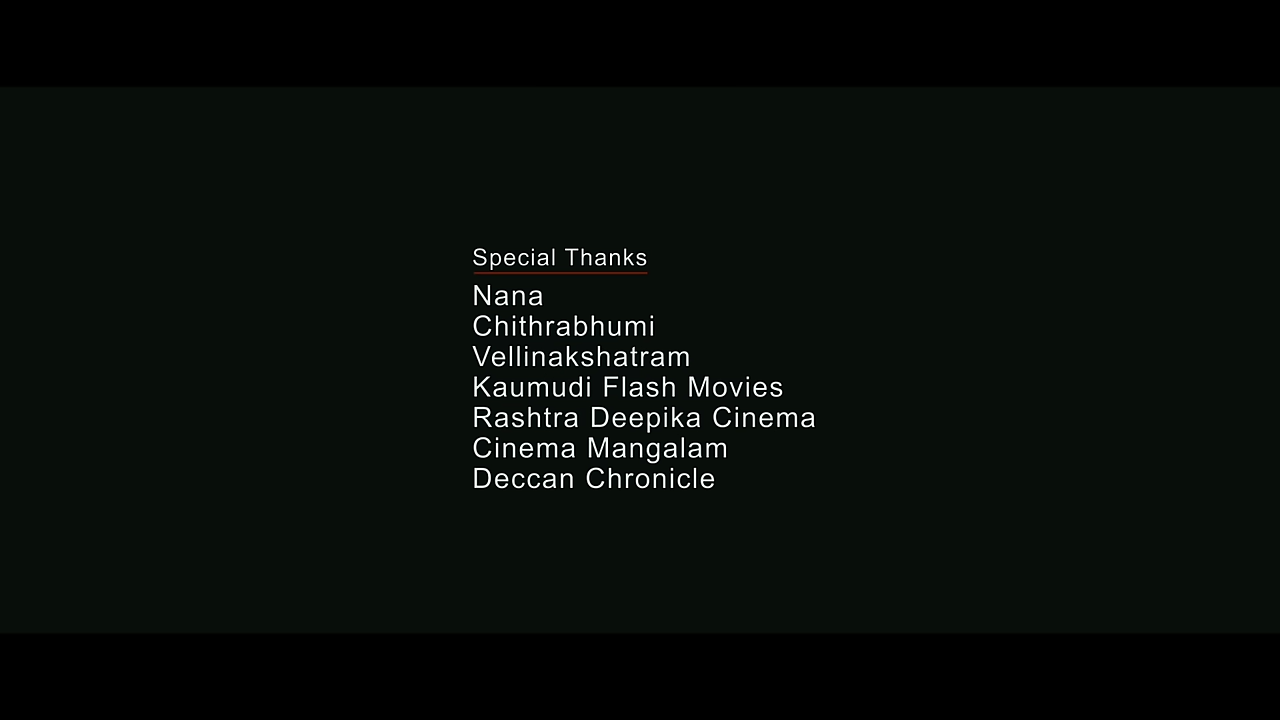 Special Thanks
Nana
Chithrabhumi
Vellinakshatram
Kaumudi Flash Movies
Rashtra Deepika Cinema
Cinema Mangalam
Deccan Chronicle